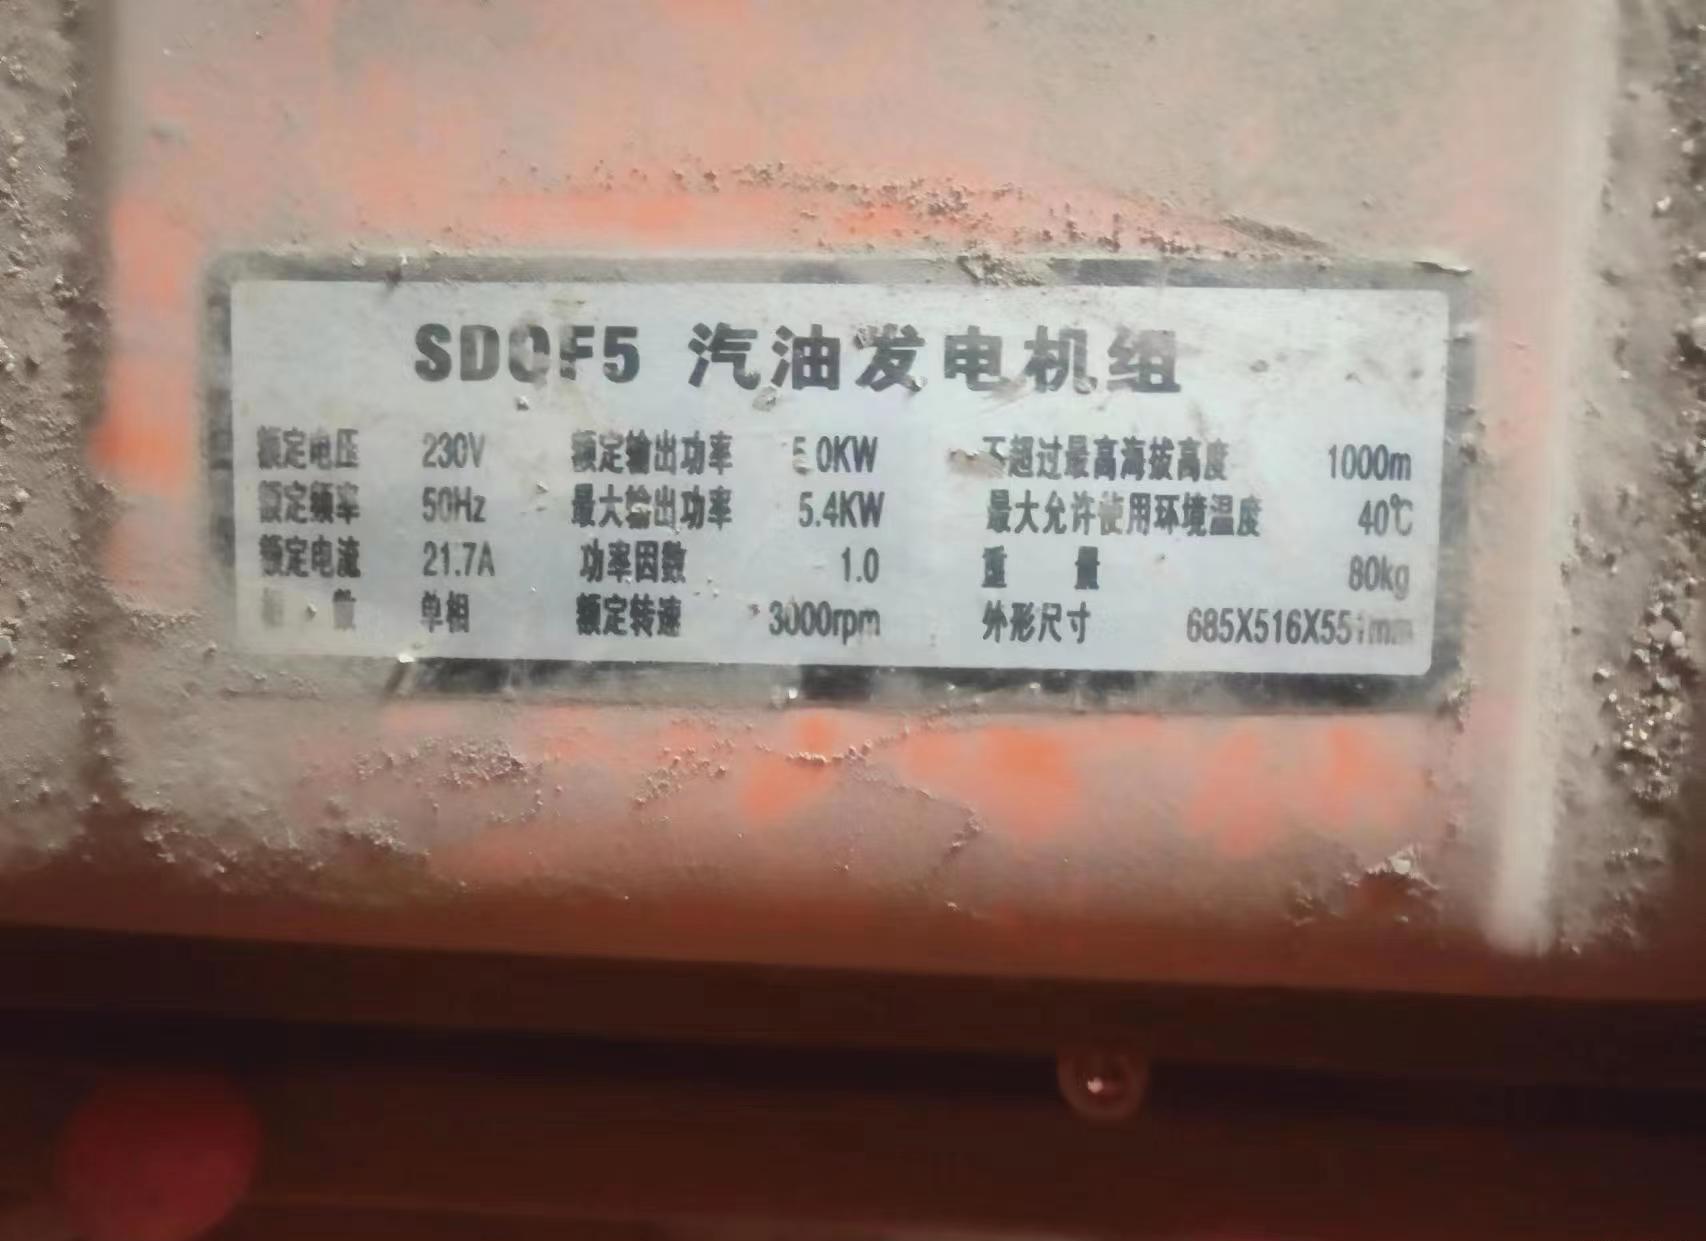 SDQF5 汽油发电机组
额定电压 230V 额定输出功率 5.0KW 不超过最高海拔高度 1000m
额定频率 50Hz 最大输出功率 5.4KW 最大允许使用环境温度 40℃
额定电流 21.7A 功率因数 1.0 重 量 80kg
相 数 单相 额定转速 3000rpm 外形尺寸 685X516X551mm